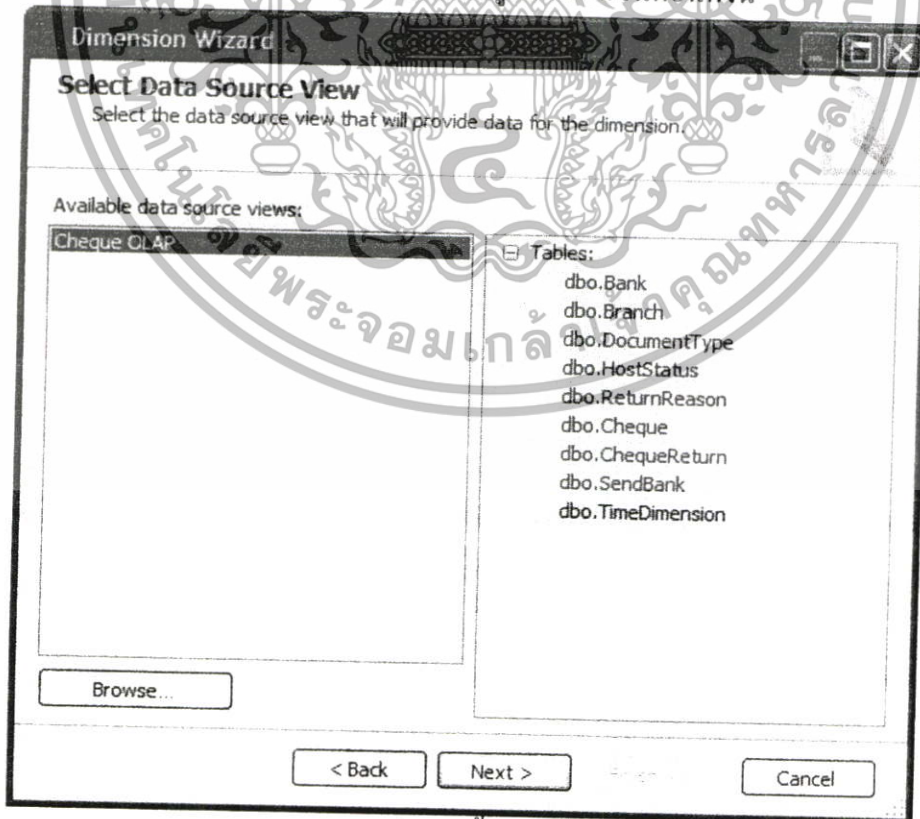 Dimension Wizard
Select Data Source View
Select the data source view that will provide data for the dimension.
Available data source views:
Cheque OLAP
Tables:
dbo.Bank
dbo.Branch
dbo.DocumentType
dbo.HostStatus
dbo.ReturnReason
dbo.Cheque
dbo.ChequeReturn
dbo.SendBank
dbo.TimeDimension
Browse...
< Back
Next >
Cancel